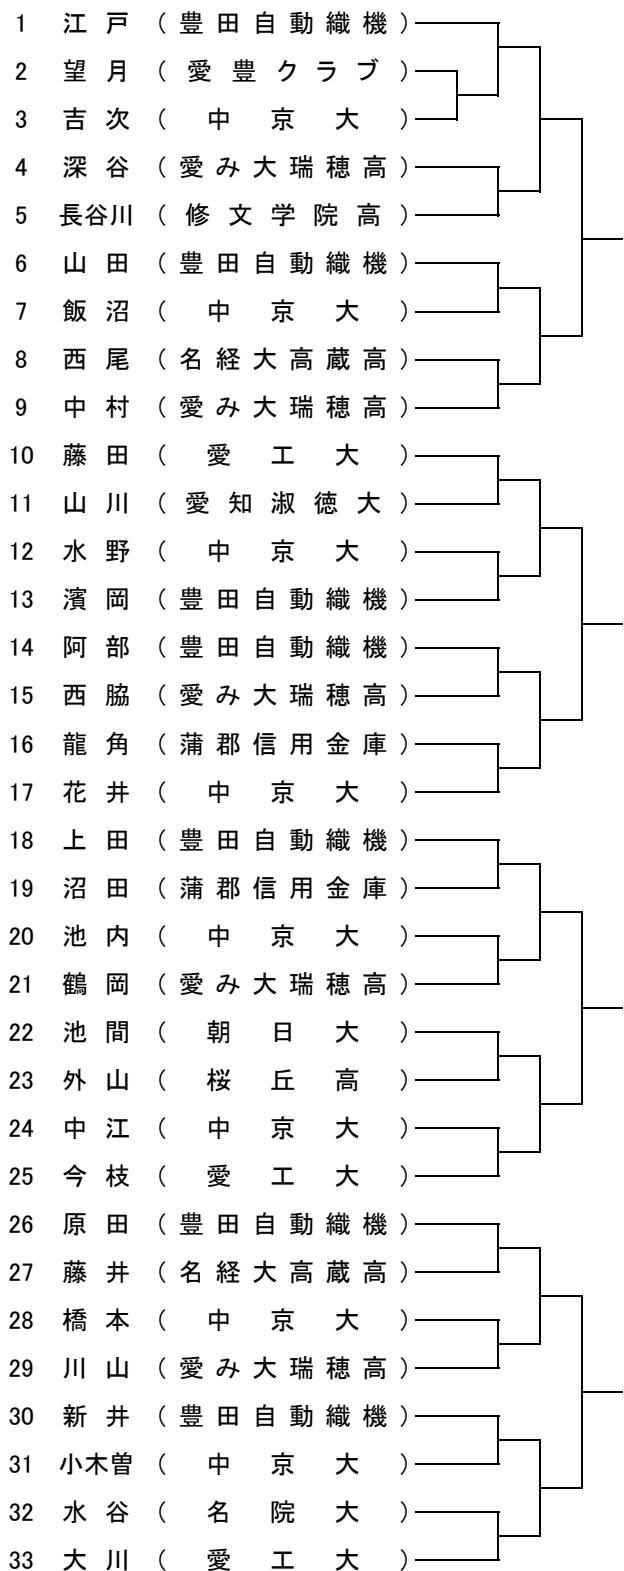 1 江戸 （豊田自動織機）
2 望月 （愛豊クラブ）
3 吉次 （中京大）
4 深谷 （愛み大瑞穂高）
5 長谷川 （修文学院高）
6 山田 （豊田自動織機）
7 飯沼 （中京大）
8 西尾 （名経大高蔵高）
9 中村 （愛み大瑞穂高）
10 藤田 （愛工大）
11 山川 （愛知淑徳大）
12 水野 （中京大）
13 濱岡 （豊田自動織機）
14 阿部 （豊田自動織機）
15 西脇 （愛み大瑞穂高）
16 龍角 （蒲郡信用金庫）
17 花井 （中京大）
18 上田 （豊田自動織機）
19 沼田 （蒲郡信用金庫）
20 池内 （中京大）
21 鶴岡 （愛み大瑞穂高）
22 池間 （朝日大）
23 外山 （桜丘高）
24 中江 （中京大）
25 今枝 （愛工大）
26 原田 （豊田自動織機）
27 藤井 （名経大高蔵高）
28 橋本 （中京大）
29 川山 （愛み大瑞穂高）
30 新井 （豊田自動織機）
31 小木曽 （中京大）
32 水谷 （名院大）
33 大川 （愛工大）